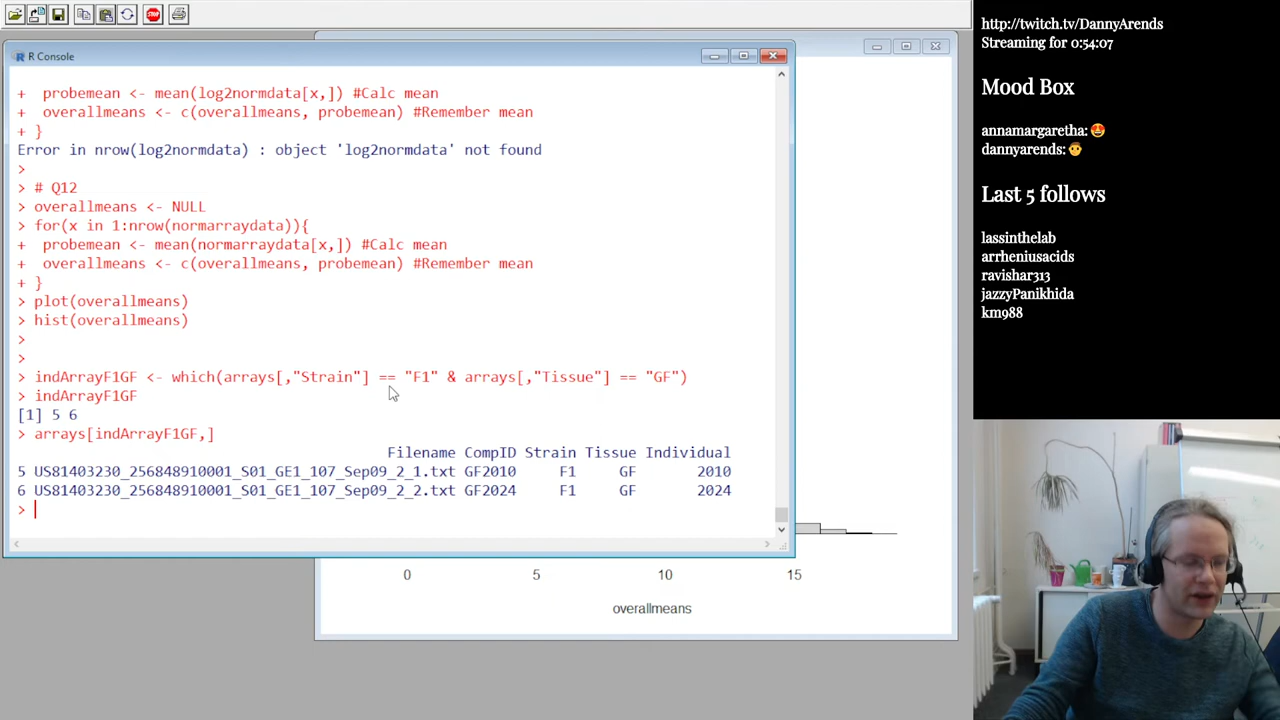 R Console
+  probemean <- mean(log2normdata[x,]) #Calc mean
+  overallmeans <- c(overallmeans, probemean) #Remember mean
+ }
Error in nrow(log2normdata) : object 'log2normdata' not found
>
> # Q12
> overallmeans <- NULL
> for(x in 1:nrow(normarraydata)){
+  probemean <- mean(normarraydata[x,]) #Calc mean
+  overallmeans <- c(overallmeans, probemean) #Remember mean
+ }
> plot(overallmeans)
> hist(overallmeans)
>
>
> indArrayF1GF <- which(arrays[,"Strain"] == "F1" & arrays[,"Tissue"] == "GF")
> indArrayF1GF
[1] 5 6
> arrays[indArrayF1GF,]
Filename CompID Strain Tissue Individual
5 US81403230_256848910001_S01_GE1_107_Sep09_2_1.txt GF2010 F1 GF 2010
6 US81403230_256848910001_S01_GE1_107_Sep09_2_2.txt GF2024 F1 GF 2024
>
0 5 10 15
overallmeans
STOP
http://twitch.tv/DannyArends
Streaming for 0:54:07
Mood Box
annamargaretha: 😍
dannyarends:
Last 5 follows
lassinthelab
arrheniusacids
ravishar313
jazzyPanikhida
km988